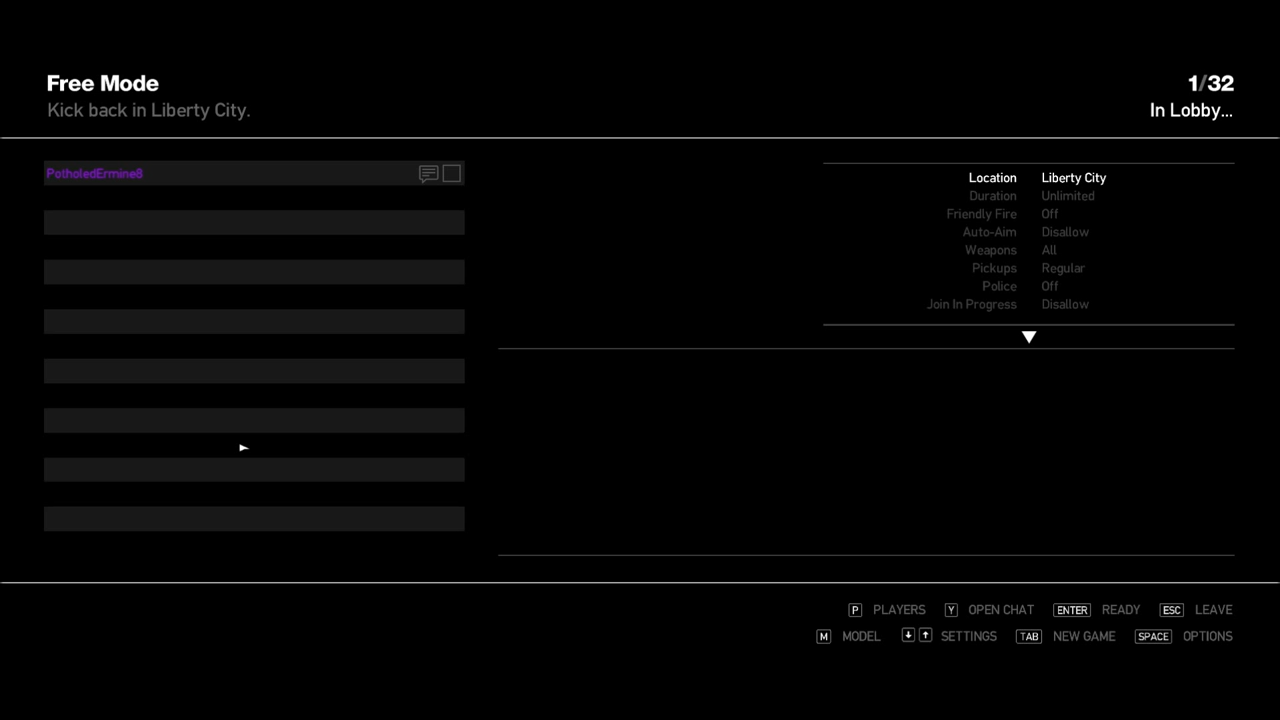 Free Mode
Kick back in Liberty City.
1/32
In Lobby...
PotholedErmine8
Location Liberty City
Duration Unlimited
Friendly Fire Off
Auto-Aim Disallow
Weapons All
Pickups Regular
Police Off
Join In Progress Disallow
P PLAYERS Y OPEN CHAT ENTER READY ESC LEAVE
M MODEL SETTINGS TAB NEW GAME SPACE OPTIONS